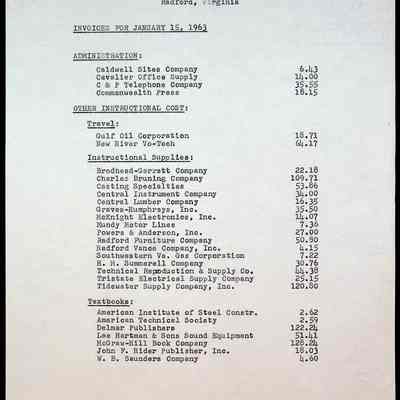 Radford, Virginia
INVOICES FOR JANUARY 15, 1963
ADMINISTRATION:
Caldwell Sites Company 6.43
Cavalier Office Supply 14.00
C & P Telephone Company 35.55
Commonwealth Press 18.15
OTHER INSTRUCTIONAL COST:
Travel:
Gulf Oil Corporation 18.71
New River Vo-Tech 64.17
Instructional Supplies:
Brodhead-Garrett Company 22.18
Charles Bruning Company 109.71
Casting Specialties 53.86
Central Instrument Company 34.00
Central Lumber Company 16.35
Graves-Humphreys, Inc. 35.50
McKnight Electronics, Inc. 14.07
Mundy Motor Lines 7.36
Powers & Anderson, Inc. 27.00
Radford Furniture Company 50.90
Radford Vance Company, Inc. 4.15
Southwestern Va. Gas Corporation 7.22
H. H. Summerell Company 30.76
Technical Reproduction & Supply Co. 44.38
Tristate Electrical Supply Company 25.15
Tidewater Supply Company, Inc. 120.80
Textbooks:
American Institute of Steel Constr. 2.62
American Technical Society 2.59
Delmar Publishers 122.24
Lee Hartman & Sons Sound Equipment 51.41
McGraw-Hill Book Company 128.24
John F. Rider Publisher, Inc. 18.03
W. B. Saunders Company 4.60